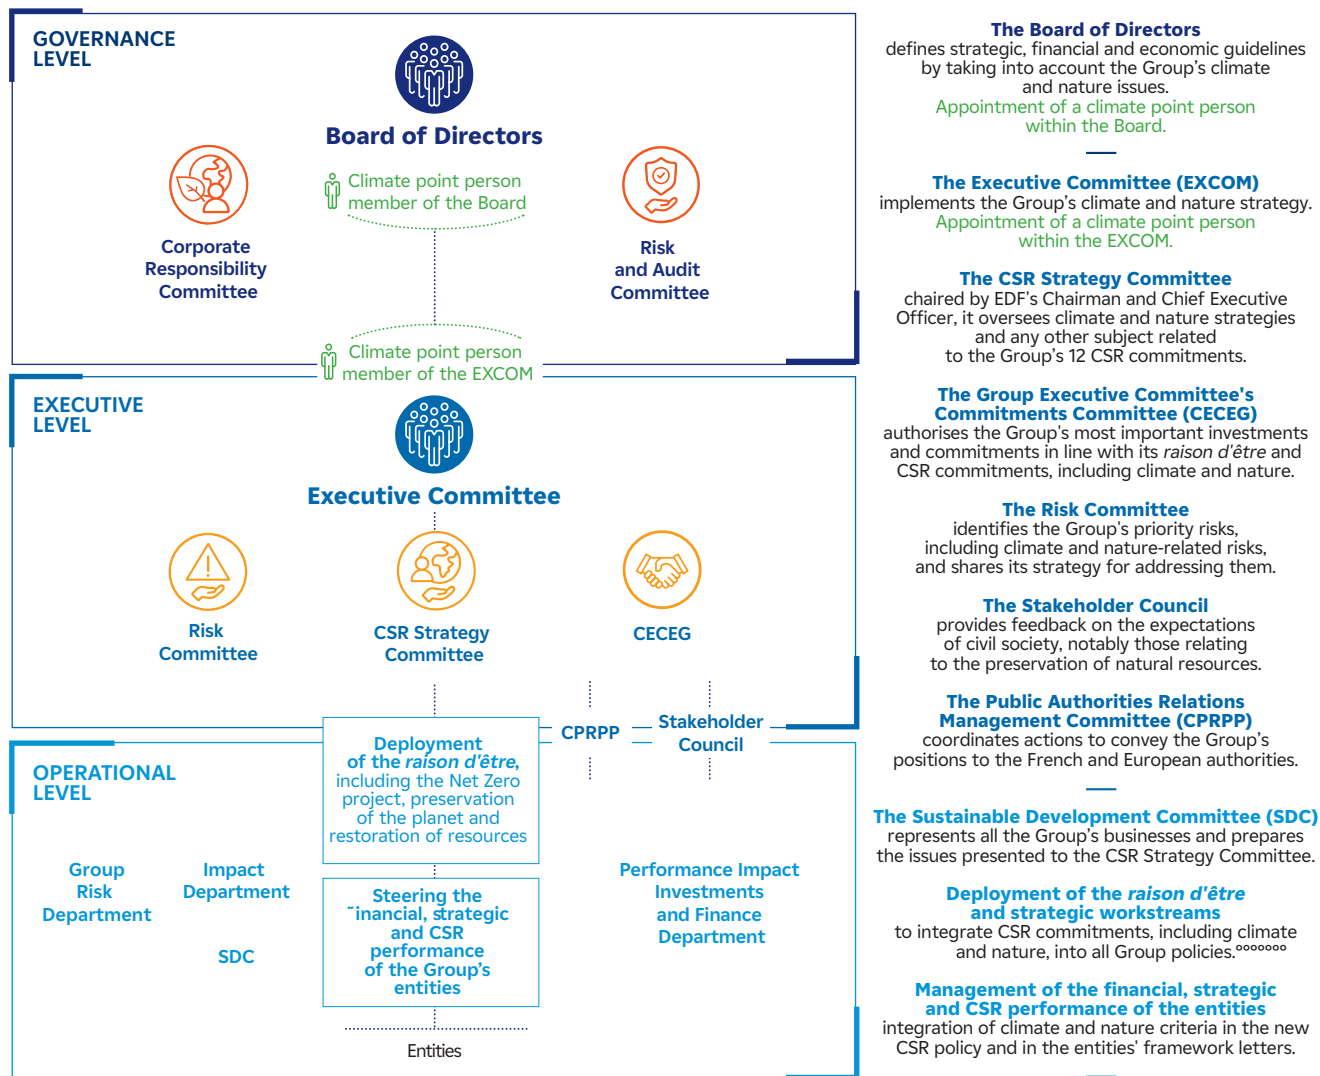 GOVERNANCE
LEVEL
Board of Directors
Climate point person
member of the Board
Corporate
Responsibility
Committee
Risk
and Audit
Committee
Climate point person
member of the EXCOM
EXECUTIVE
LEVEL
Executive Committee
Risk
Committee
CSR Strategy
Committee
CECEG
CPRPP
Stakeholder
Council
OPERATIONAL
LEVEL
Deployment
of the raison d'être,
including the Net Zero
project, preservation
of the planet and
restoration of resources
Group
Risk
Department
Impact
Department
SDC
Steering the
˜inancial, strategic
and CSR
performance
of the Group's
entities
Performance Impact
Investments
and Finance
Department
Entities
The Board of Directors
defines strategic, financial and economic guidelines
by taking into account the Group's climate
and nature issues.
Appointment of a climate point person
within the Board.
The Executive Committee (EXCOM)
implements the Group's climate and nature strategy.
Appointment of a climate point person
within the EXCOM.
The CSR Strategy Committee
chaired by EDF's Chairman and Chief Executive
Officer, it oversees climate and nature strategies
and any other subject related
to the Group's 12 CSR commitments.
The Group Executive Committee's
Commitments Committee (CECEG)
authorises the Group's most important investments
and commitments in line with its raison d'être and
CSR commitments, including climate and nature.
The Risk Committee
identifies the Group's priority risks,
including climate and nature-related risks,
and shares its strategy for addressing them.
The Stakeholder Council
provides feedback on the expectations
of civil society, notably those relating
to the preservation of natural resources.
The Public Authorities Relations
Management Committee (CPRPP)
coordinates actions to convey the Group's
positions to the French and European authorities.
The Sustainable Development Committee (SDC)
represents all the Group's businesses and prepares
the issues presented to the CSR Strategy Committee.
Deployment of the raison d'être
and strategic workstreams
to integrate CSR commitments, including climate
and nature, into all Group policies.°°°°°°°
Management of the financial, strategic
and CSR performance of the entities
integration of climate and nature criteria in the new
CSR policy and in the entities' framework letters.